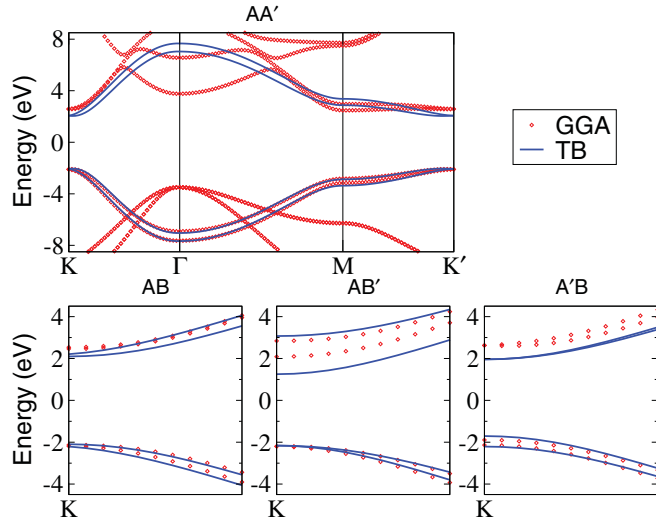 AA′
Energy (eV)
8
4
0
-4
-8
K Γ M K′
GGA
TB
AB AB′ A′B
Energy (eV)
4 4 4
2 2 2
0 0 0
-2 -2 -2
-4 -4 -4
K K K